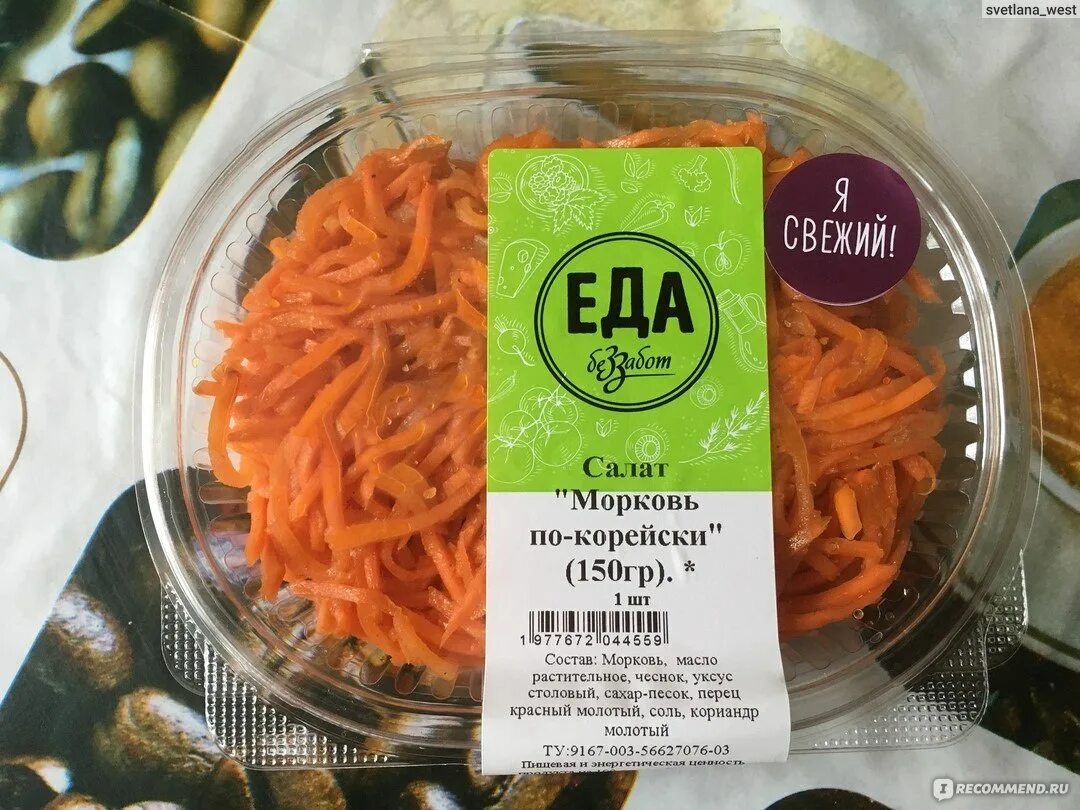 svetlana_west
Я
СВЕЖИЙ!
ЕДА
беЗЗабот
Салат
"Морковь
по-корейски"
(150гр). *
1 шт
1 977672 044559
Состав: Морковь, масло
растительное, чеснок, уксус
столовый, сахар-песок, перец
красный молотый, соль, кориандр
молотый
ТУ:9167-003-56627076-03
Пищевая и энергетическая ценность
IRECOMMEND.RU